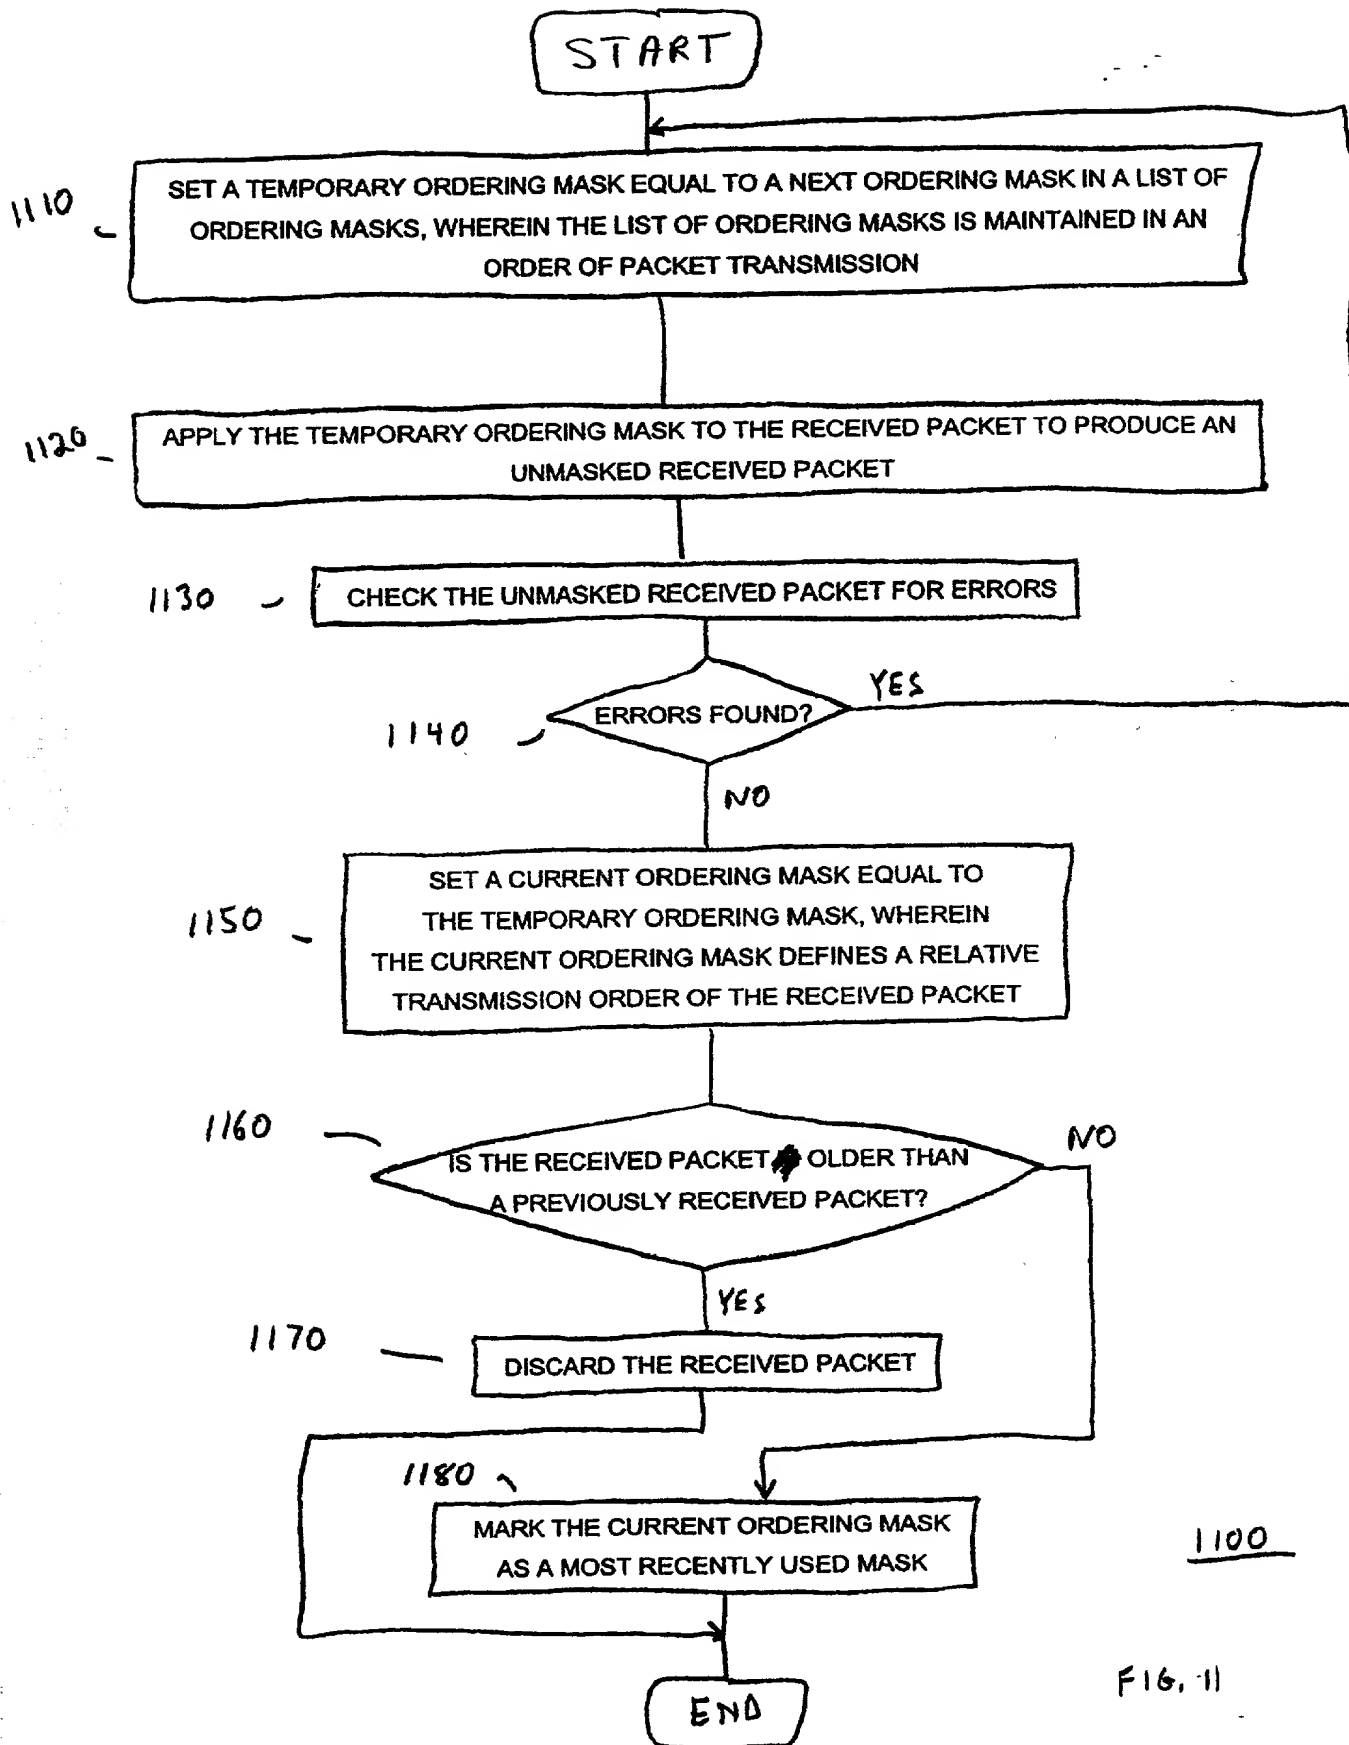 START
1110
SET A TEMPORARY ORDERING MASK EQUAL TO A NEXT ORDERING MASK IN A LIST OF
ORDERING MASKS, WHEREIN THE LIST OF ORDERING MASKS IS MAINTAINED IN AN
ORDER OF PACKET TRANSMISSION
1120
APPLY THE TEMPORARY ORDERING MASK TO THE RECEIVED PACKET TO PRODUCE AN
UNMASKED RECEIVED PACKET
1130
CHECK THE UNMASKED RECEIVED PACKET FOR ERRORS
1140
ERRORS FOUND?
YES
NO
1150
SET A CURRENT ORDERING MASK EQUAL TO
THE TEMPORARY ORDERING MASK, WHEREIN
THE CURRENT ORDERING MASK DEFINES A RELATIVE
TRANSMISSION ORDER OF THE RECEIVED PACKET
1160
IS THE RECEIVED PACKET OLDER THAN
A PREVIOUSLY RECEIVED PACKET?
NO
YES
1170
DISCARD THE RECEIVED PACKET
1180
MARK THE CURRENT ORDERING MASK
AS A MOST RECENTLY USED MASK
1100
END
FIG. 11